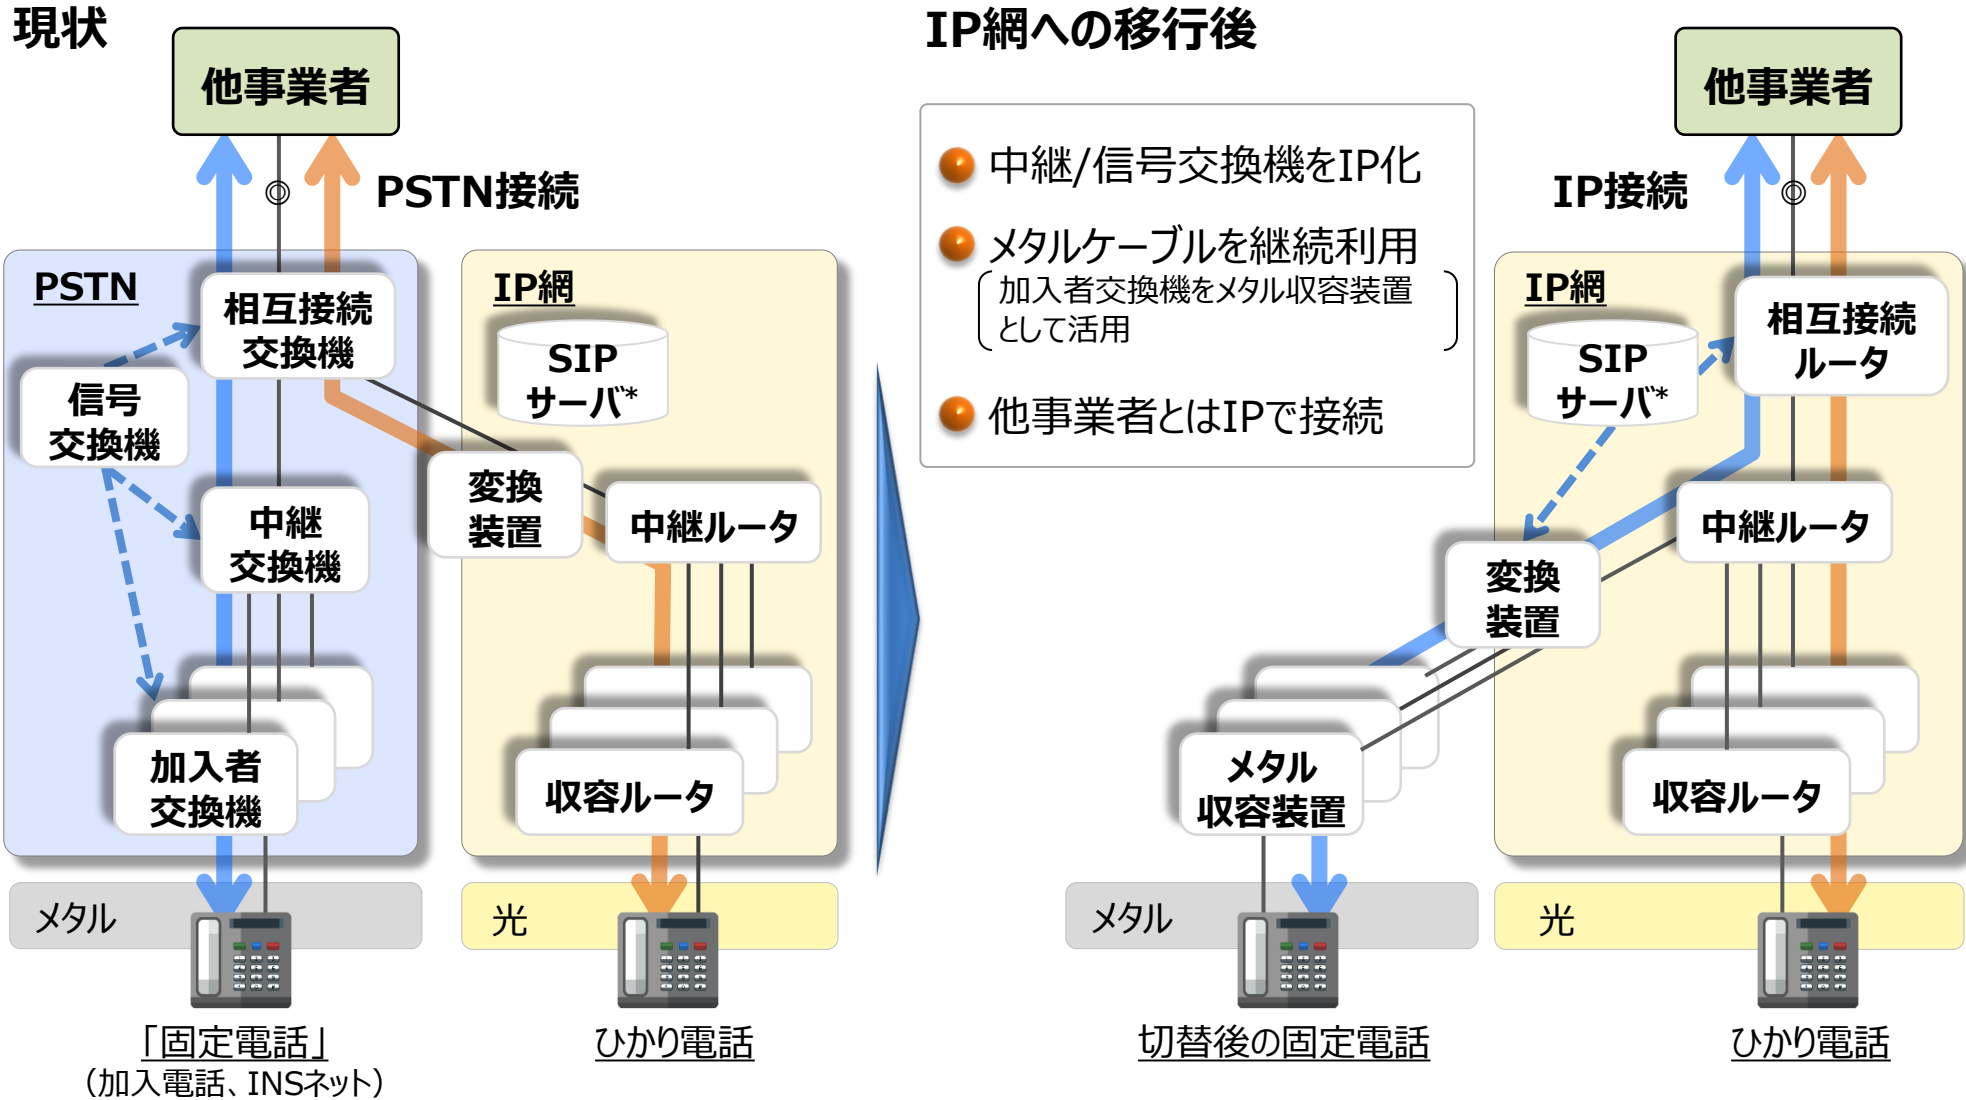 現状
他事業者
PSTN接続
PSTN
相互接続
交換機
信号
交換機
中継
交換機
加入者
交換機
IP網
SIP
サーバ*
変換
装置
中継ルータ
収容ルータ
メタル
光
「固定電話」
（加入電話、INSネット）
ひかり電話
IP網への移行後
中継/信号交換機をIP化
メタルケーブルを継続利用
加入者交換機をメタル収容装置
として活用
他事業者とはIPで接続
他事業者
IP接続
IP網
相互接続
ルータ
SIP
サーバ*
中継ルータ
変換
装置
メタル
収容装置
収容ルータ
メタル
光
切替後の固定電話
ひかり電話